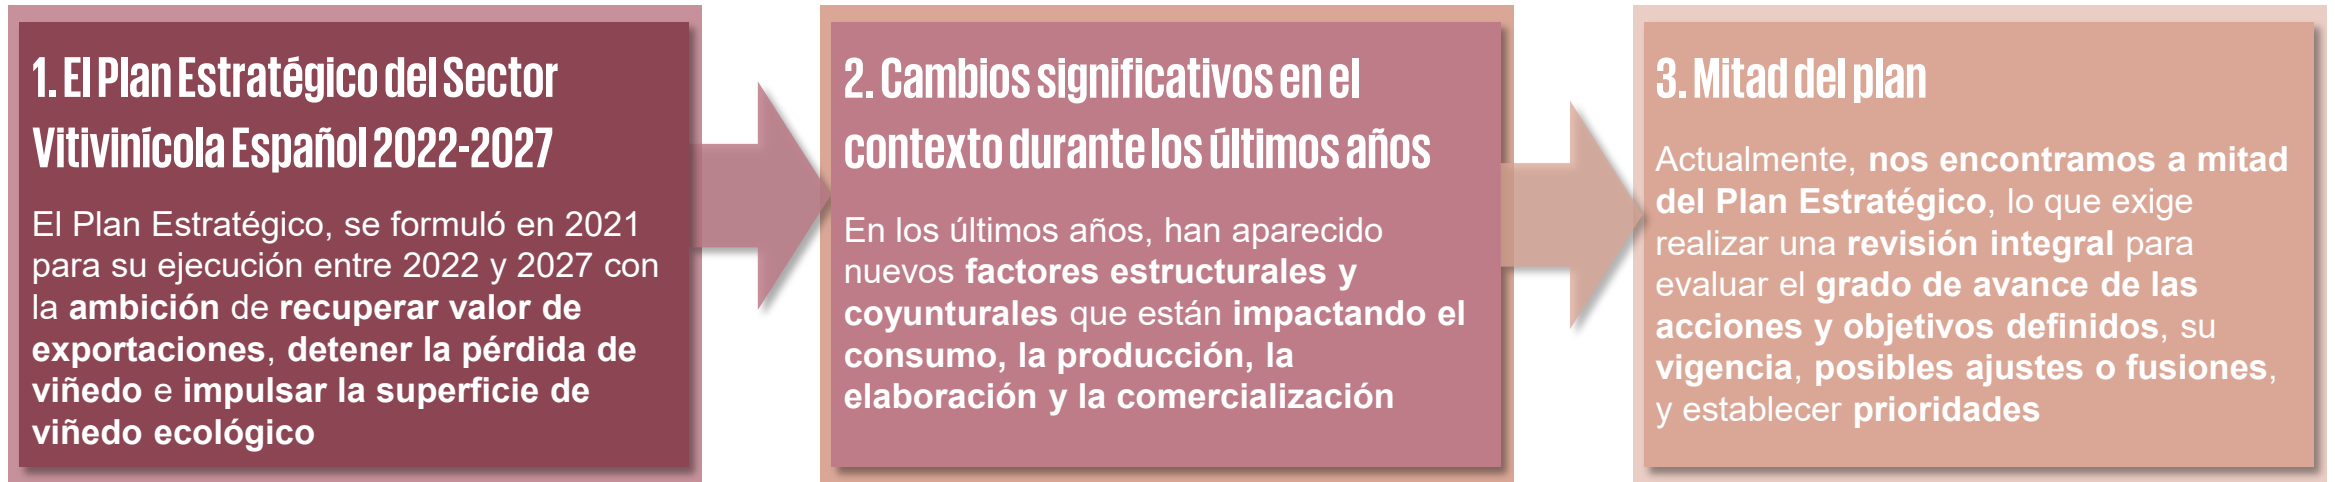 1. El Plan Estratégico del Sector
Vitivinícola Español 2022-2027
El Plan Estratégico, se formuló en 2021
para su ejecución entre 2022 y 2027 con
la ambición de recuperar valor de
exportaciones, detener la pérdida de
viñedo e impulsar la superficie de
viñedo ecológico
2. Cambios significativos en el
contexto durante los últimos años
En los últimos años, han aparecido
nuevos factores estructurales y
coyunturales que están impactando el
consumo, la producción, la
elaboración y la comercialización
3. Mitad del plan
Actualmente, nos encontramos a mitad
del Plan Estratégico, lo que exige
realizar una revisión integral para
evaluar el grado de avance de las
acciones y objetivos definidos, su
vigencia, posibles ajustes o fusiones,
y establecer prioridades